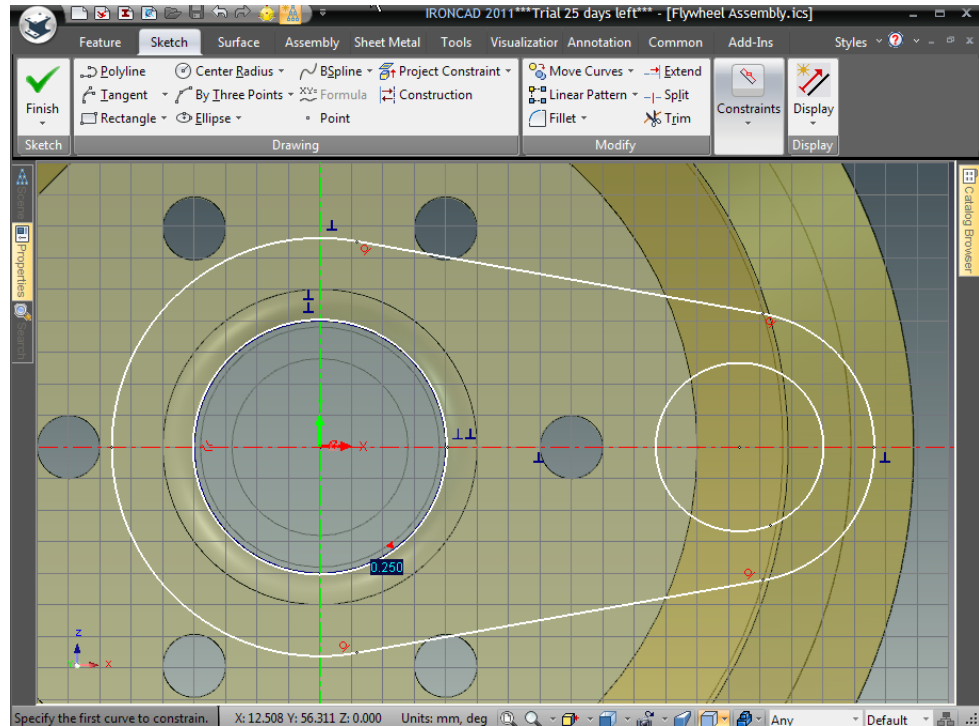 IRONCAD 2011***Trial 25 days left*** - [Flywheel Assembly.ics]
Feature Sketch Surface Assembly Sheet Metal Tools Visualization Annotation Common Add-Ins Styles
Polyline Center Radius BSpline Project Constraint Move Curves Extend
Finish Tangent By Three Points XY= Formula Construction Linear Pattern Split Constraints Display
Rectangle Ellipse Point Fillet Trim
Sketch Drawing Modify Display
Scene
Properties
Search
Catalog Browser
X
0.250
Z
X
Specify the first curve to constrain. X: 12.508 Y: 56.311 Z: 0.000 Units: mm, deg Any Default